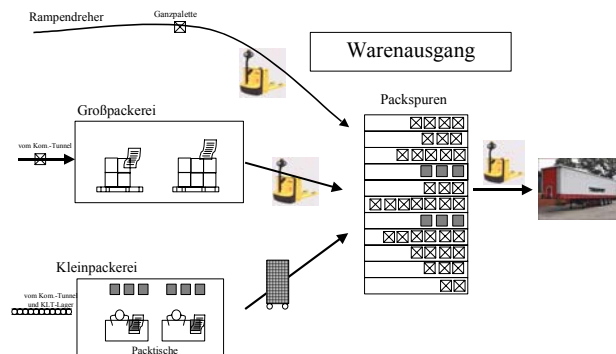 Rampendreher
Ganzpalette
Warenausgang
Packspuren
Großpackerei
vom Kom.-Tunnel
Kleinpackerei
vom Kom.-Tunnel
und KLT-Lager
Packtische